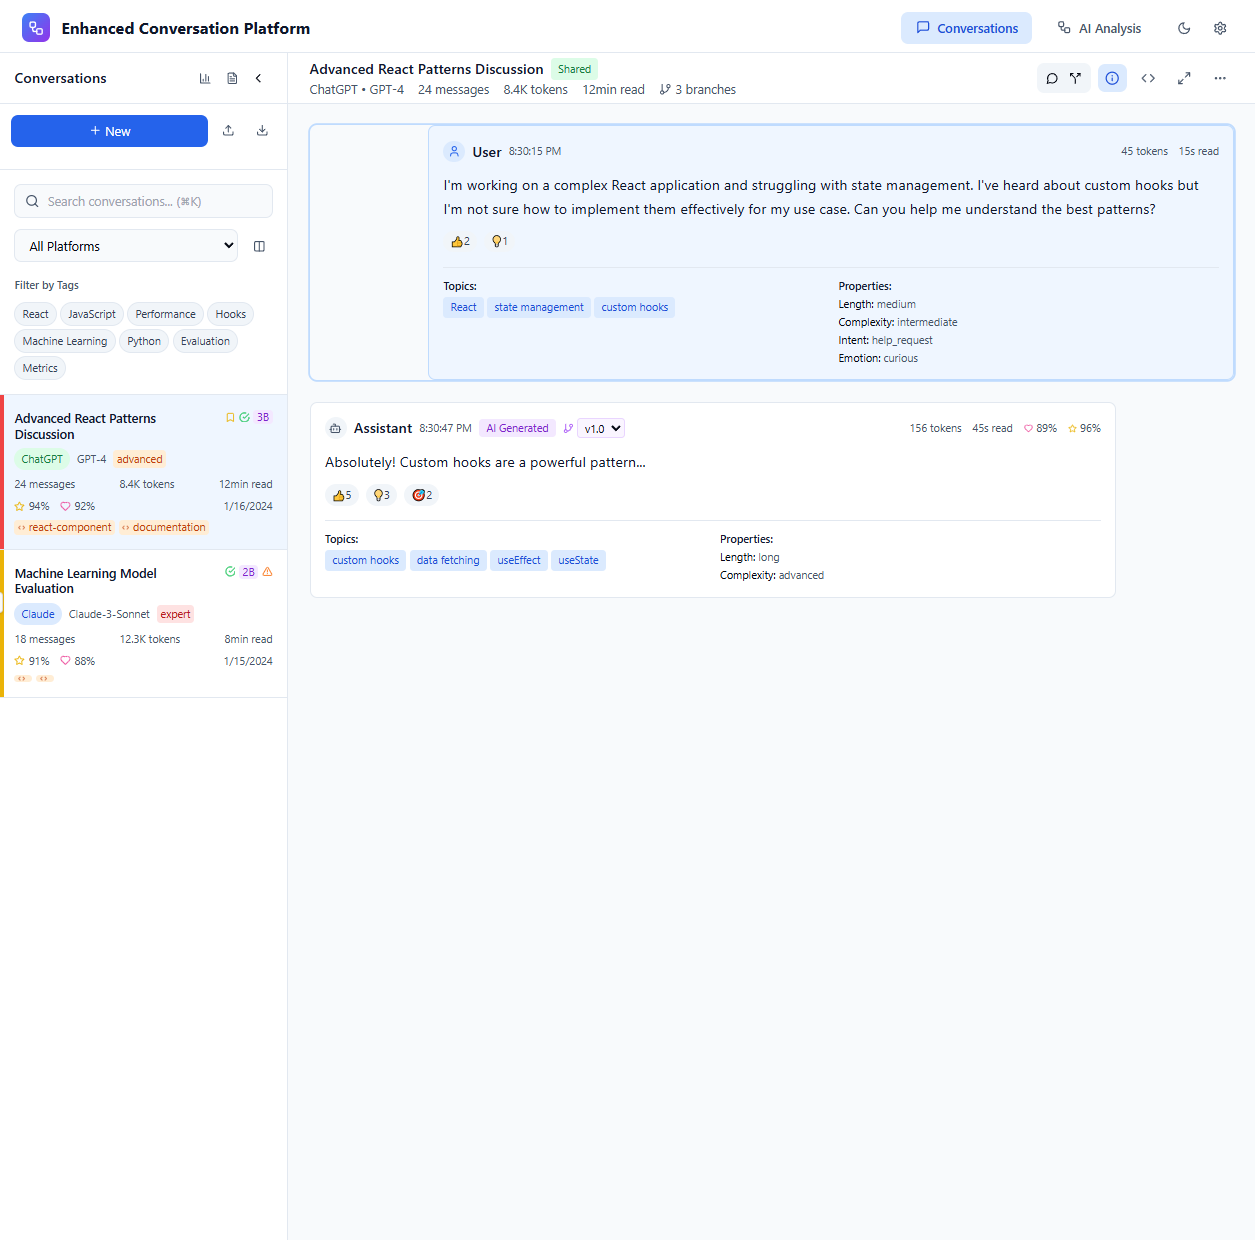 Enhanced Conversation Platform
Conversations
AI Analysis
Conversations
+ New
Search conversations... (⌘K)
All Platforms
Filter by Tags
React
JavaScript
Performance
Hooks
Machine Learning
Python
Evaluation
Metrics
Advanced React Patterns
Discussion
3B
ChatGPT
GPT-4
advanced
24 messages
8.4K tokens
12min read
94%
92%
1/16/2024
react-component
documentation
Machine Learning Model
Evaluation
2B
Claude
Claude-3-Sonnet
expert
18 messages
12.3K tokens
8min read
91%
88%
1/15/2024
Advanced React Patterns Discussion
Shared
ChatGPT • GPT-4
24 messages
8.4K tokens
12min read
3 branches
User
8:30:15 PM
45 tokens
15s read
I'm working on a complex React application and struggling with state management. I've heard about custom hooks but
I'm not sure how to implement them effectively for my use case. Can you help me understand the best patterns?
👍2
💡1
Topics:
React
state management
custom hooks
Properties:
Length: medium
Complexity: intermediate
Intent: help_request
Emotion: curious
Assistant
8:30:47 PM
AI Generated
v1.0
156 tokens
45s read
89%
96%
Absolutely! Custom hooks are a powerful pattern...
👍5
💡3
🎯2
Topics:
custom hooks
data fetching
useEffect
useState
Properties:
Length: long
Complexity: advanced